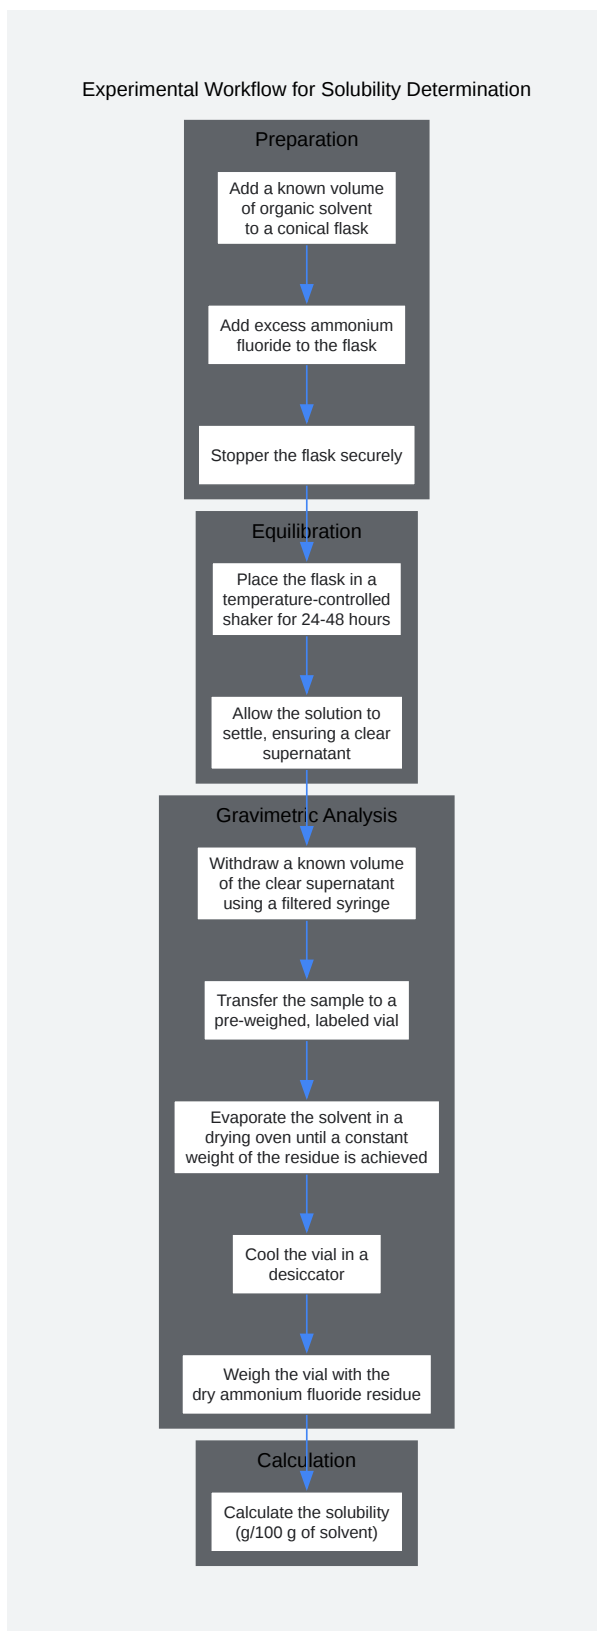 Experimental Workflow for Solubility Determination
Preparation
Add a known volume
of organic solvent
to a conical flask
Add excess ammonium
fluoride to the flask
Stopper the flask securely
Equilibration
Place the flask in a
temperature-controlled
shaker for 24-48 hours
Allow the solution to
settle, ensuring a clear
supernatant
Gravimetric Analysis
Withdraw a known volume
of the clear supernatant
using a filtered syringe
Transfer the sample to a
pre-weighed, labeled vial
Evaporate the solvent in a
drying oven until a constant
weight of the residue is achieved
Cool the vial in a
desiccator
Weigh the vial with the
dry ammonium fluoride residue
Calculation
Calculate the solubility
(g/100 g of solvent)